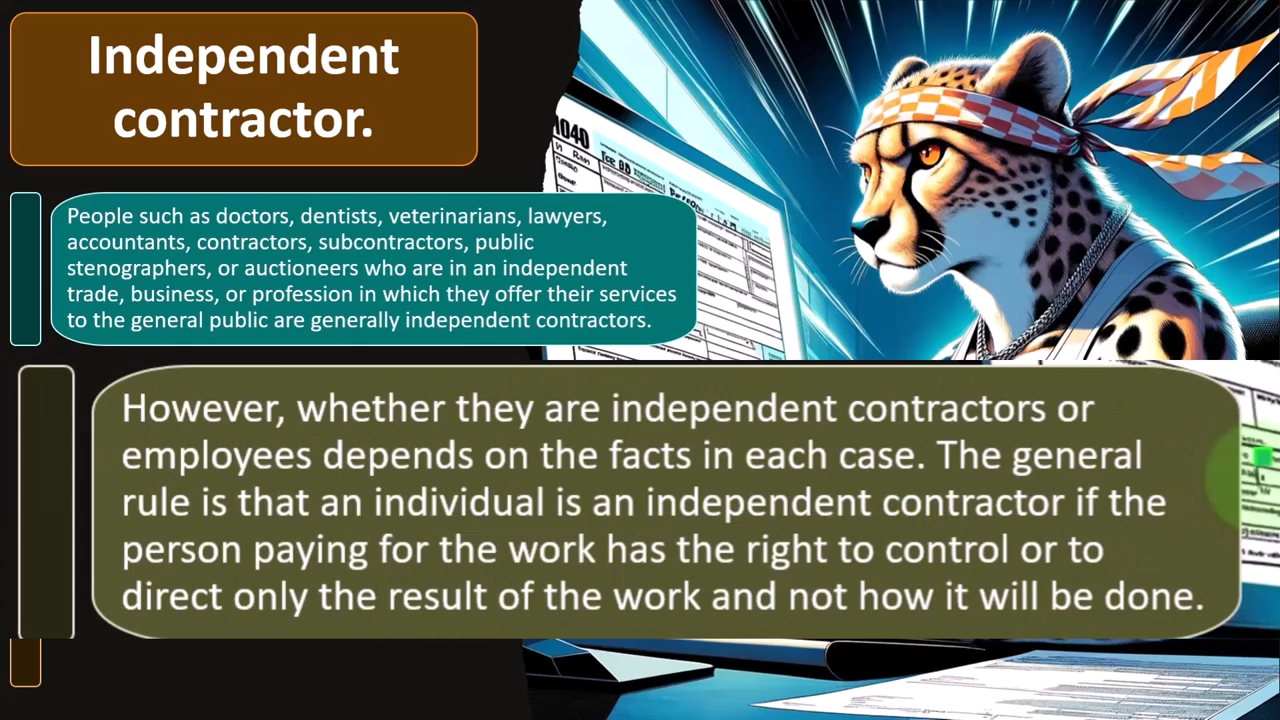 Independent
contractor.
1040
People such as doctors, dentists, veterinarians, lawyers,
accountants, contractors, subcontractors, public
stenographers, or auctioneers who are in an independent
trade, business, or profession in which they offer their services
to the general public are generally independent contractors.
However, whether they are independent contractors or
employees depends on the facts in each case. The general
rule is that an individual is an independent contractor if the
person paying for the work has the right to control or to
direct only the result of the work and not how it will be done.